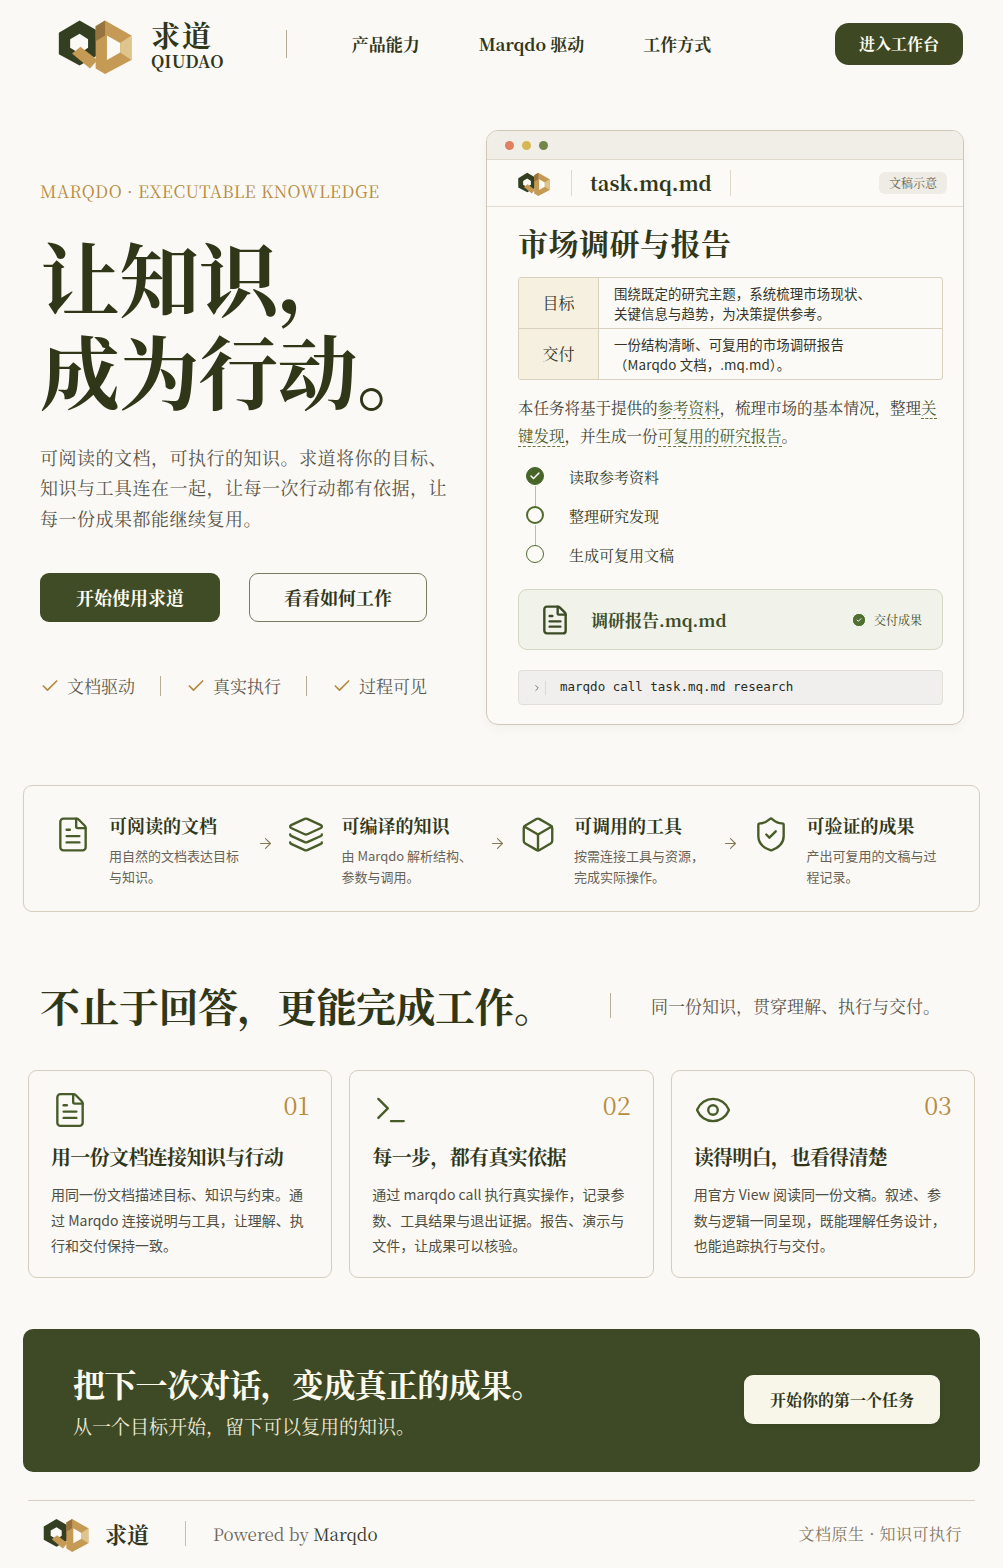 求道
QIUDAO
产品能力
Marqdo 驱动
工作方式
进入工作台
MARQDO · EXECUTABLE KNOWLEDGE
让知识，
成为行动。
可阅读的文档，可执行的知识。求道将你的目标、
知识与工具连在一起，让每一次行动都有依据，让
每一份成果都能继续复用。
开始使用求道
看看如何工作
文档驱动
真实执行
过程可见
task.mq.md
文稿示意
市场调研与报告
目标
围绕既定的研究主题，系统梳理市场现状、
关键信息与趋势，为决策提供参考。
交付
一份结构清晰、可复用的市场调研报告
（Marqdo 文档，.mq.md）。
本任务将基于提供的参考资料，梳理市场的基本情况，整理关
键发现，并生成一份可复用的研究报告。
读取参考资料
整理研究发现
生成可复用文稿
调研报告.mq.md
交付成果
› marqdo call task.mq.md research
可阅读的文档
用自然的文档表达目标
与知识。
→
可编译的知识
由 Marqdo 解析结构、
参数与调用。
→
可调用的工具
按需连接工具与资源，
完成实际操作。
→
可验证的成果
产出可复用的文稿与过
程记录。
不止于回答，更能完成工作。
同一份知识，贯穿理解、执行与交付。
01
用一份文档连接知识与行动
用同一份文档描述目标、知识与约束。通
过 Marqdo 连接说明与工具，让理解、执
行和交付保持一致。
02
每一步，都有真实依据
通过 marqdo call 执行真实操作，记录参
数、工具结果与退出证据。报告、演示与
文件，让成果可以核验。
03
读得明白，也看得清楚
用官方 View 阅读同一份文稿。叙述、参
数与逻辑一同呈现，既能理解任务设计，
也能追踪执行与交付。
把下一次对话，变成真正的成果。
从一个目标开始，留下可以复用的知识。
开始你的第一个任务
求道
Powered by Marqdo
文档原生 · 知识可执行